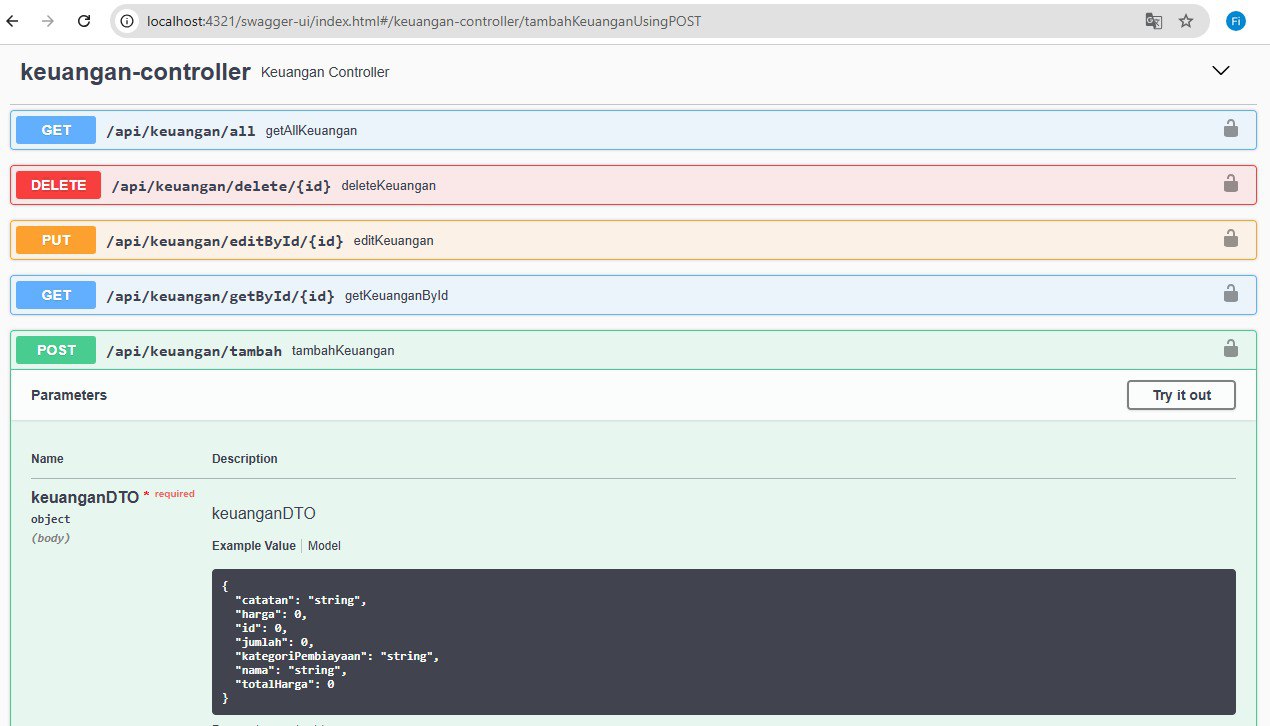 localhost:4321/swagger-ui/index.html#/keuangan-controller/tambahKeuanganUsingPOST
Fi
keuangan-controller Keuangan Controller
GET /api/keuangan/all getAllKeuangan
DELETE /api/keuangan/delete/{id} deleteKeuangan
PUT /api/keuangan/editById/{id} editKeuangan
GET /api/keuangan/getById/{id} getKeuanganById
POST /api/keuangan/tambah tambahKeuangan
Parameters Try it out
Name Description
keuanganDTO * required
object
(body)
keuanganDTO
Example Value Model
{
"catatan": "string",
"harga": 0,
"id": 0,
"jumlah": 0,
"kategoriPembiayaan": "string",
"nama": "string",
"totalHarga": 0
}